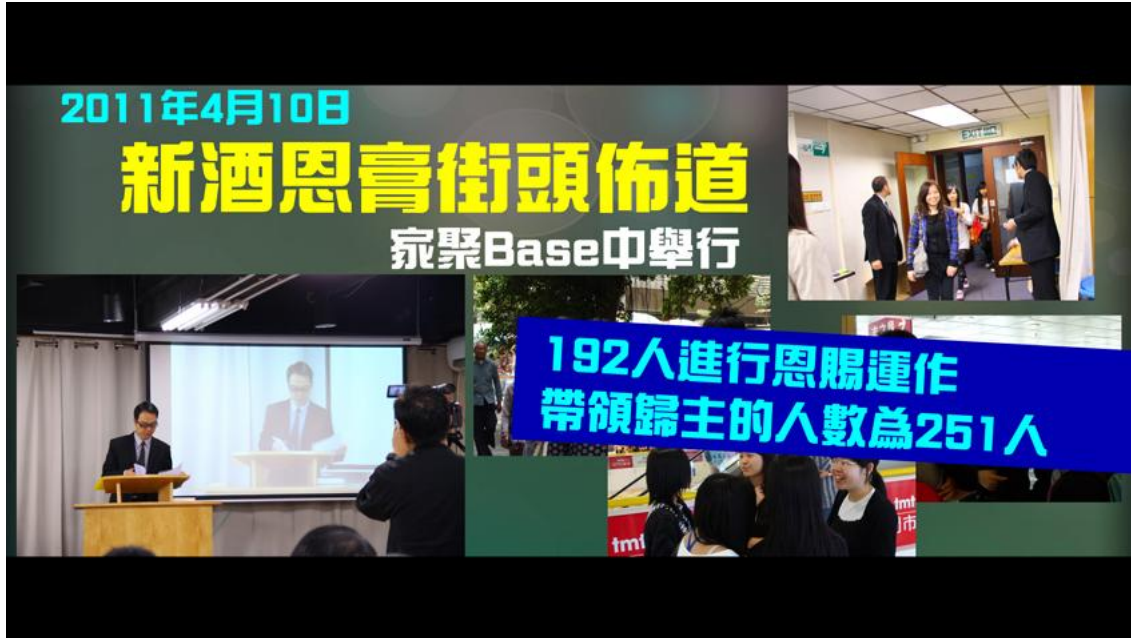 2011年4月10日
新酒恩膏街頭佈道
家聚Base中舉行
EXIT
192人進行恩賜運作
帶領歸主的人數為251人
tmt